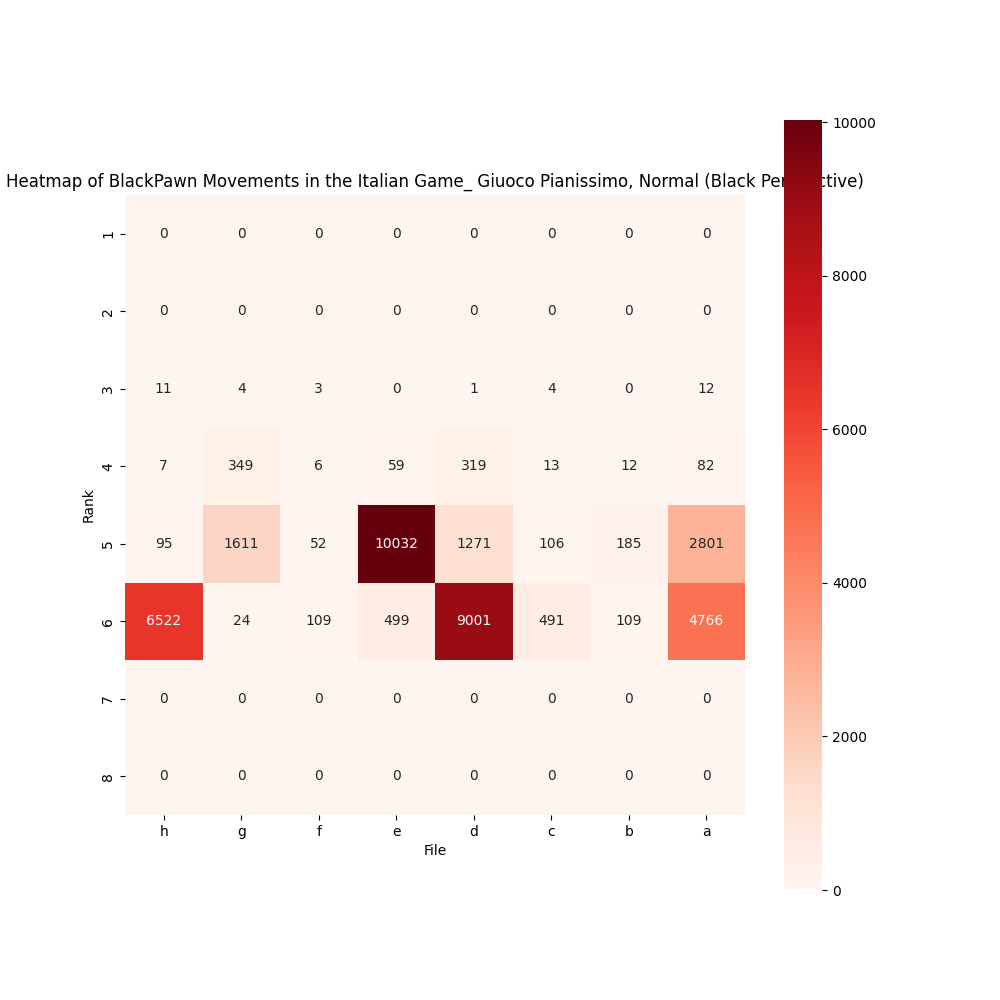 Heatmap of BlackPawn Movements in the Italian Game_ Giuoco Pianissimo, Normal (Black Per ctive)
10000
8000
6000
4000
2000
0
Rank
1 0 0 0 0 0 0 0 0
2 0 0 0 0 0 0 0 0
3 11 4 3 0 1 4 0 12
4 7 349 6 59 319 13 12 82
5 95 1611 52 10032 1271 106 185 2801
6 6522 24 109 499 9001 491 109 4766
7 0 0 0 0 0 0 0 0
8 0 0 0 0 0 0 0 0
h g f e d c b a
File